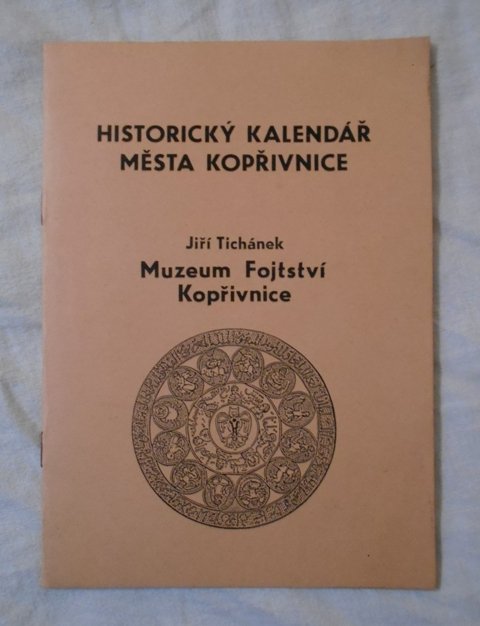 HISTORICKÝ KALENDÁŘ
MĚSTA KOPŘIVNICE
Jiří Tichánek
Muzeum Fojtství
Kopřivnice